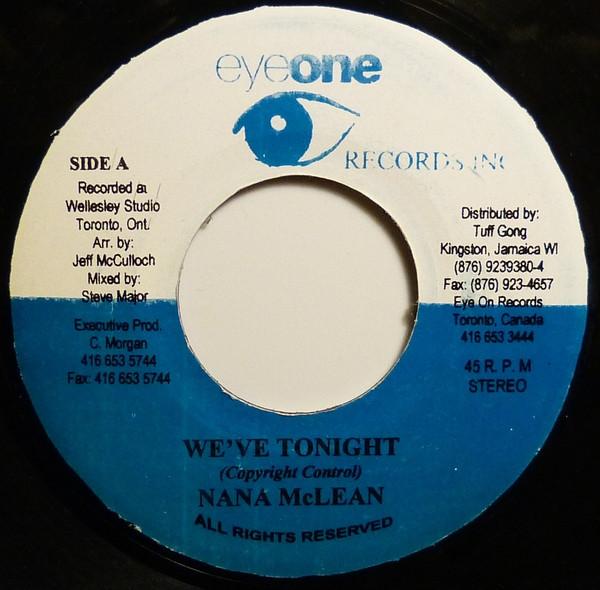 eyeone
RECORDS INC
SIDE A
Recorded at
Wellesley Studio
Toronto, Ont.
Arr. by:
Jeff McCulloch
Mixed by:
Steve Major
Executive Prod.
C. Morgan
416 653 5744
Fax: 416 653 5744
Distributed by:
Tuff Gong
Kingston, Jamaica WI
(876) 9239380-4
Fax: (876) 923-4657
Eye On Records
Toronto, Canada
416 653 3444
45 R. P. M
STEREO
WE'VE TONIGHT
(Copyright Control)
NANA McLEAN
ALL RIGHTS RESERVED